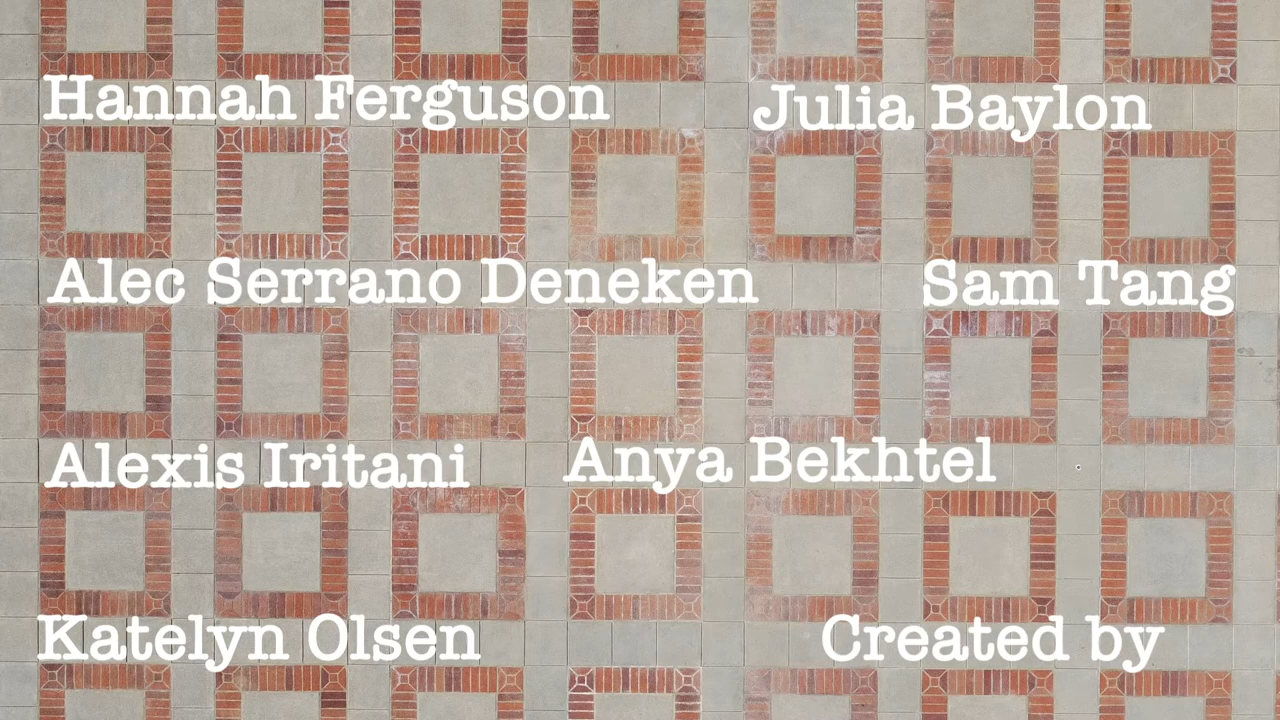 Hannah Ferguson
Julia Baylon
Alec Serrano Deneken
Sam Tang
Alexis Iritani
Anya Bekhtel
Katelyn Olsen
Created by